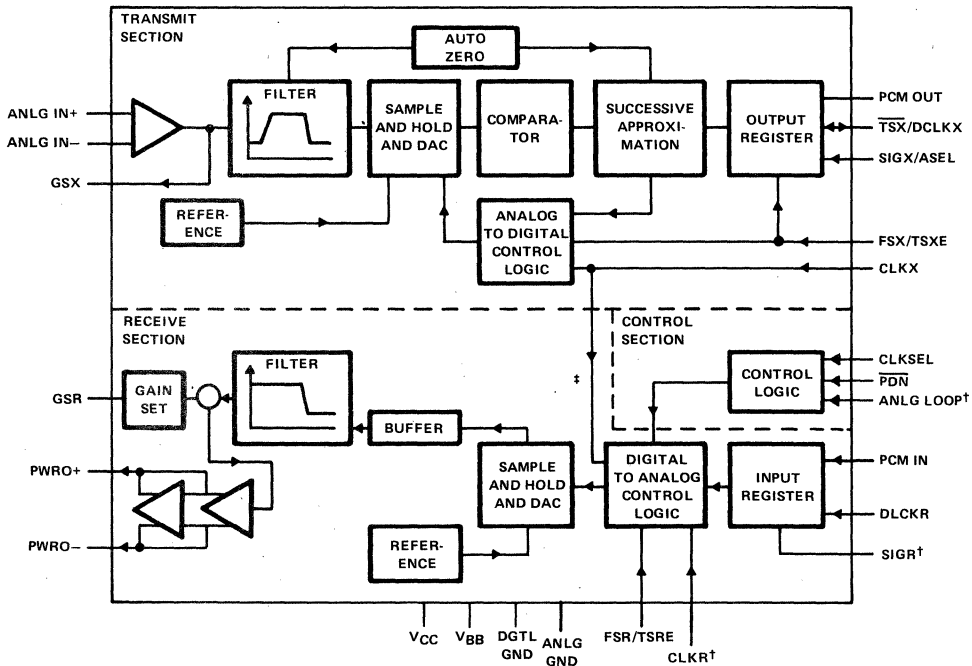 TRANSMIT
SECTION
AUTO
ZERO
FILTER
SAMPLE
AND HOLD
AND DAC
COMPARA-
TOR
SUCCESSIVE
APPROXI-
MATION
OUTPUT
REGISTER
PCM OUT
TSX/DCLKX
SIGX/ASEL
ANLG IN+
ANLG IN−
GSX
REFER-
ENCE
ANALOG
TO DIGITAL
CONTROL
LOGIC
FSX/TSXE
CLKX
RECEIVE
SECTION
CONTROL
SECTION
FILTER
‡
CONTROL
LOGIC
CLKSEL
PDN
ANLG LOOP†
GSR
GAIN
SET
BUFFER
PWRO+
PWRO−
SAMPLE
AND HOLD
AND DAC
DIGITAL
TO ANALOG
CONTROL
LOGIC
INPUT
REGISTER
PCM IN
DLCKR
SIGR†
REFER-
ENCE
VCC
VBB
DGTL
GND
ANLG
GND
FSR/TSRE
CLKR†